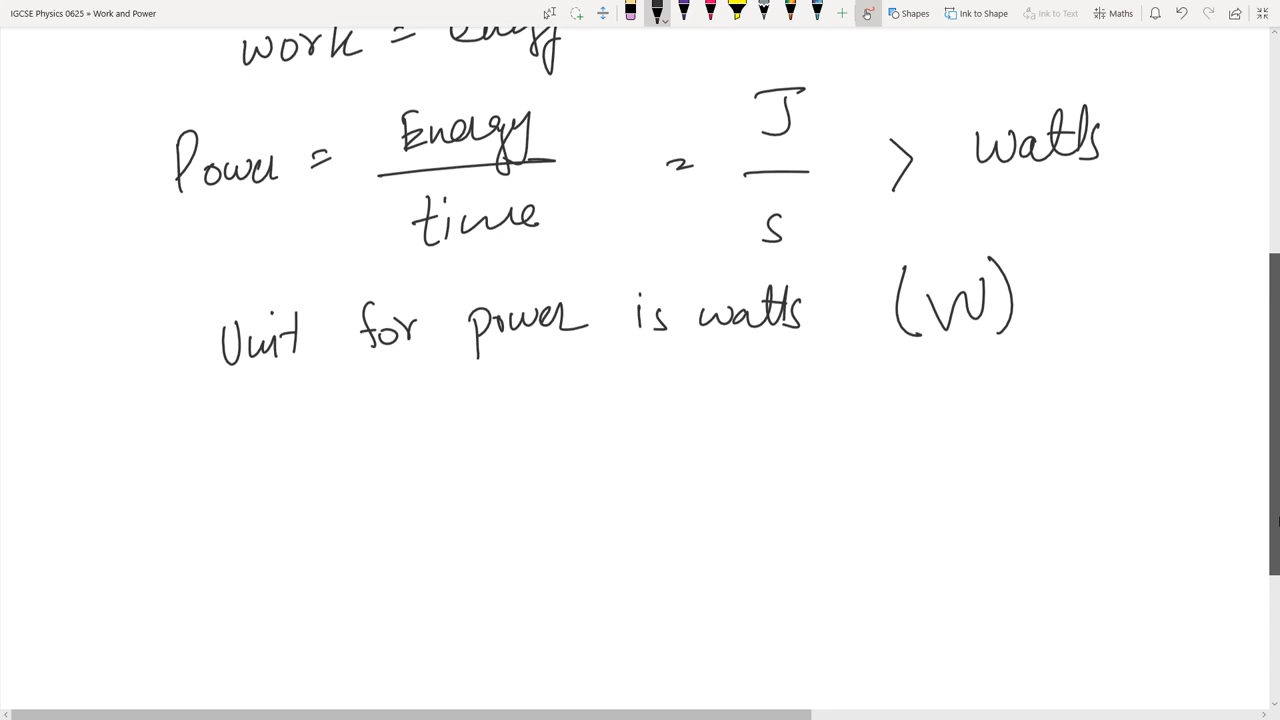 IGCSE Physics 0625 » Work and Power
Shapes Ink to Shape Ink to Text Maths
work =
Power = Energy / time = J / s > watts
Unit for power is watts (W)